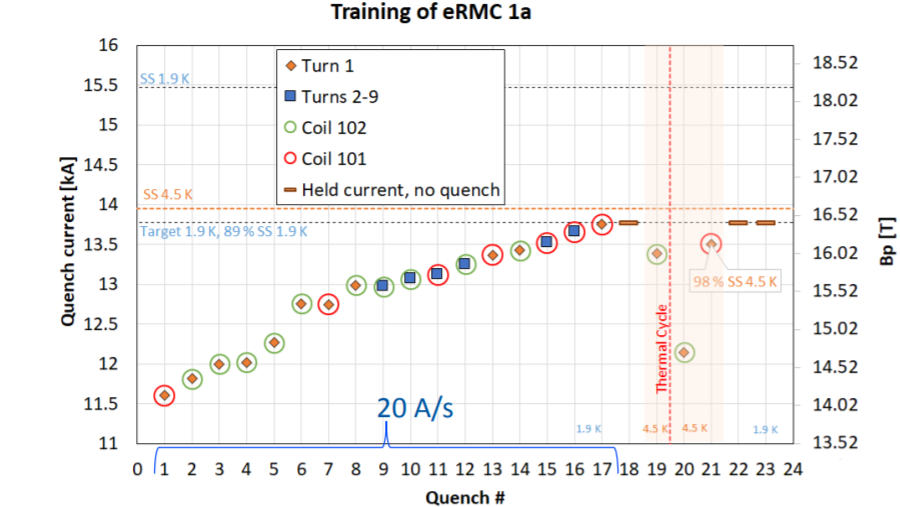 Training of eRMC 1a
16
15.5
15
14.5
14
13.5
13
12.5
12
11.5
11
Quench current [kA]
SS 1.9 K
SS 4.5 K
Target 1.9 K, 89 % SS 1.9 K
Turn 1
Turns 2-9
Coil 102
Coil 101
Held current, no quench
98 % SS 4.5 K
Thermal Cycle
20 A/s
1.9 K
4.5 K
4.5 K
1.9 K
18.52
18.02
17.52
17.02
16.52
16.02
15.52
15.02
14.52
14.02
13.52
Bp [T]
0 1 2 3 4 5 6 7 8 9 10 11 12 13 14 15 16 17 18 19 20 21 22 23 24
Quench #